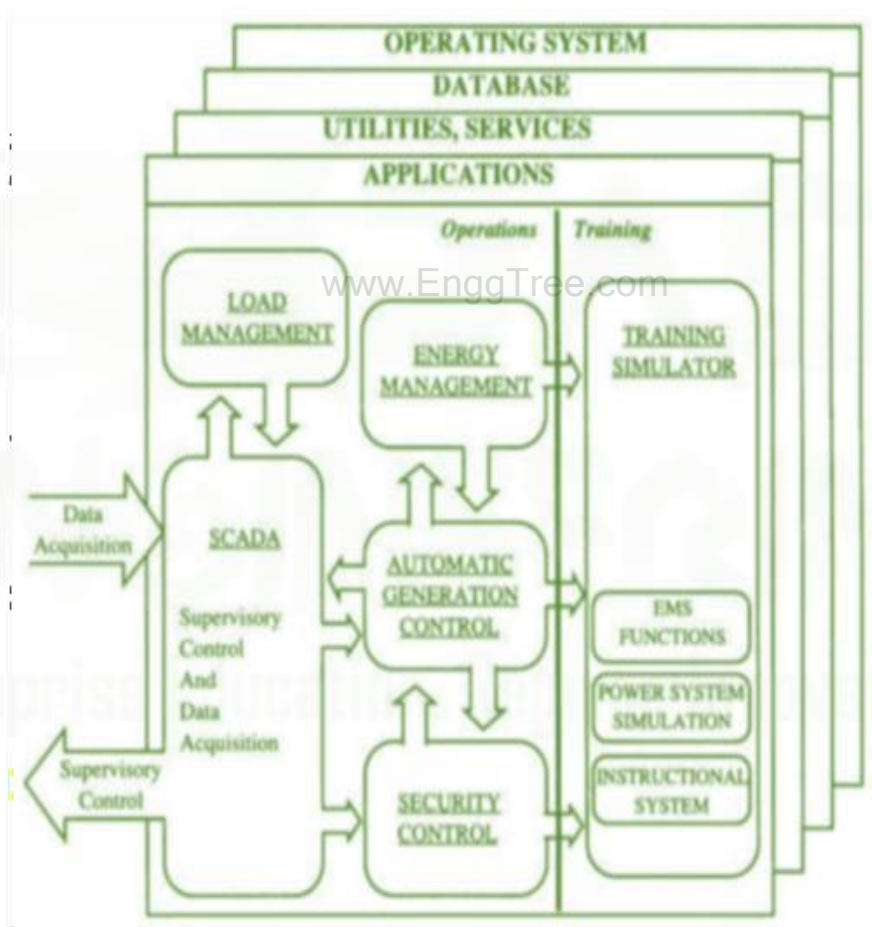 OPERATING SYSTEM
DATABASE
UTILITIES, SERVICES
APPLICATIONS
Operations
Training
www.EnggTree.com
LOAD
MANAGEMENT
ENERGY
MANAGEMENT
TRAINING
SIMULATOR
Data
Acquisition
SCADA
Supervisory
Control
And
Data
Acquisition
AUTOMATIC
GENERATION
CONTROL
EMS
FUNCTIONS
POWER SYSTEM
SIMULATION
INSTRUCTIONAL
SYSTEM
Supervisory
Control
SECURITY
CONTROL